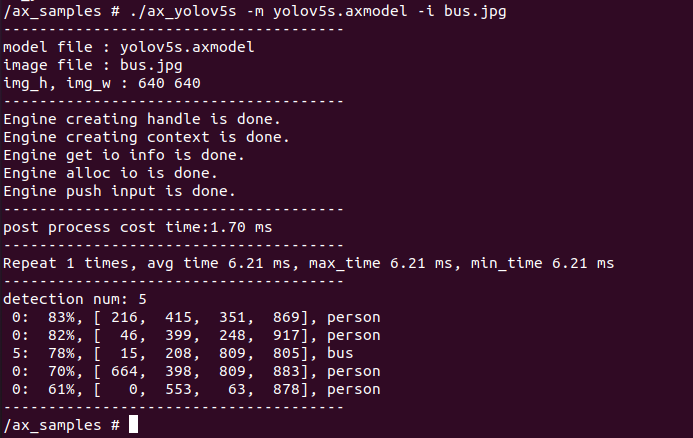 /ax_samples # ./ax_yolov5s -m yolov5s.axmodel -i bus.jpg
--------------------------------------
model file : yolov5s.axmodel
image file : bus.jpg
img_h, img_w : 640 640
--------------------------------------
Engine creating handle is done.
Engine creating context is done.
Engine get io info is done.
Engine alloc io is done.
Engine push input is done.
--------------------------------------
post process cost time:1.70 ms
--------------------------------------
Repeat 1 times, avg time 6.21 ms, max_time 6.21 ms, min_time 6.21 ms
--------------------------------------
detection num: 5
 0:  83%, [ 216,  415,  351,  869], person
 0:  82%, [  46,  399,  248,  917], person
 5:  78%, [  15,  208,  809,  805], bus
 0:  70%, [ 664,  398,  809,  883], person
 0:  61%, [   0,  553,   63,  878], person
--------------------------------------
/ax_samples #